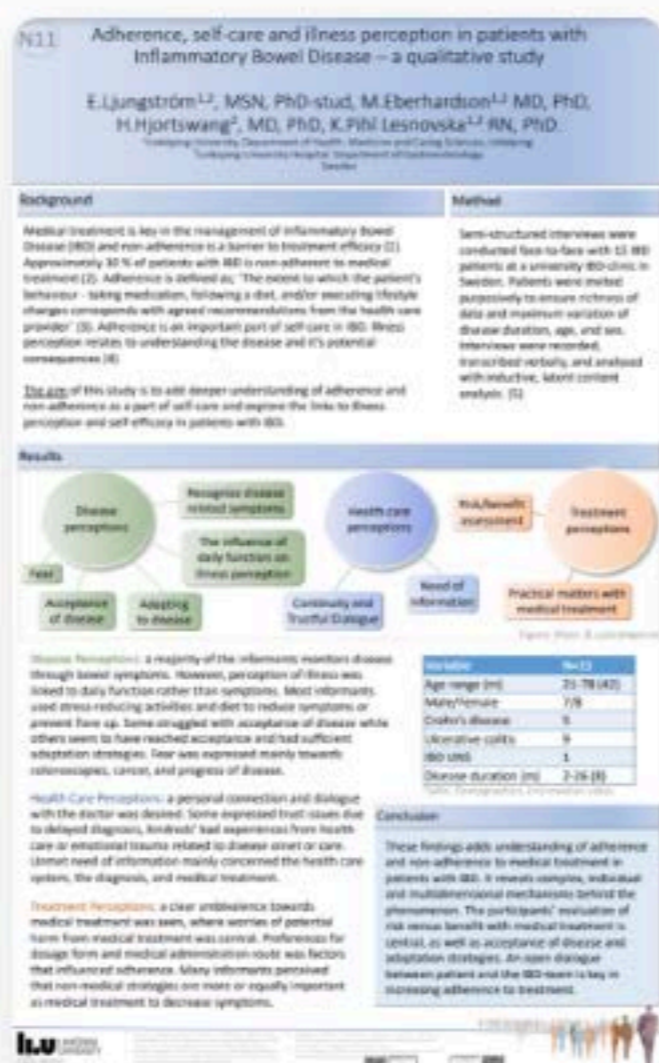 N11
Adherence, self-care and illness perception in patients with
Inflammatory Bowel Disease – a qualitative study
E.Ljungström1,2, MSN, PhD-stud, M.Eberhardson1,2 MD, PhD,
H.Hjortswang2, MD, PhD, K.Pihl Lesnovska1,2 RN, PhD.
Sweden
Background
Medical treatment is key in the management of Inflammatory Bowel
Disease (IBD) and non-adherence is a barrier to treatment efficacy (1).
Approximately 30 % of patients with IBD is non-adherent to medical
treatment (2). Adherence is defined as; 'The extent to which the patient's
behaviour - taking medication, following a diet, and/or executing lifestyle
changes corresponds with agreed recommendations from the health care
provider' (3). Adherence is an important part of self-care in IBD. Illness
perception relates to understanding the disease and it's potential
consequences (4).
The aim of this study is to add deeper understanding of adherence and
non-adherence as a part of self-care and explore the links to illness
perception and self-efficacy in patients with IBD.
Method
Semi-structured interviews were
conducted face-to-face with 15 IBD
patients at a university IBD-clinic in
Sweden. Patients were invited
purposively to ensure richness of
data and maximum variation of
disease duration, age, and sex.
Interviews were recorded,
transcribed verbally, and analysed
with inductive, latent content
analysis. (5)
Results
Disease
perceptions
Recognize disease
related symptoms
The influence of
daily function on
illness perception
Fear
Acceptance
of disease
Adapting
to disease
Health care
perceptions
Continuity and
Trustful Dialogue
Need of
information
Risk/benefit
assessment
Treatment
perceptions
Practical matters with
medical treatment
Disease Perceptions: a majority of the informants monitors disease
through bowel symptoms. However, perception of illness was
linked to daily function rather than symptoms. Most informants
used stress-reducing activities and diet to reduce symptoms or
prevent flare up. Some struggled with acceptance of disease while
others seem to have reached acceptance and had sufficient
adaptation strategies. Fear was expressed mainly towards
colonoscopies, cancer, and progress of disease.
Health Care Perceptions: a personal connection and dialogue
with the doctor was desired. Some expressed trust issues due
to delayed diagnosis, kindreds' bad experiences from health
care or emotional trauma related to disease onset or care.
Unmet need of information mainly concerned the health care
system, the diagnosis, and medical treatment.
Treatment Perceptions: a clear ambivalence towards
medical treatment was seen, where worries of potential
harm from medical treatment was central. Preferences for
dosage form and medical administration route was factors
that influenced adherence. Many informants perceived
that non-medical strategies are more or equally important
as medical treatment to decrease symptoms.
Variable N=15
Age range (m) 21-78 (42)
Male/Female 7/8
Crohn's disease 5
Ulcerative colitis 9
IBD UNS 1
Disease duration (m) 2-26 (8)
Conclusion
These findings adds understanding of adherence
and non-adherence to medical treatment in
patients with IBD. It reveals complex, individual
and multidimensional mechanisms behind the
phenomenon. The participants' evaluation of
risk versus benefit with medical treatment is
central, as well as acceptance of disease and
adaptation strategies. An open dialogue
between patient and the IBD-team is key in
increasing adherence to treatment.